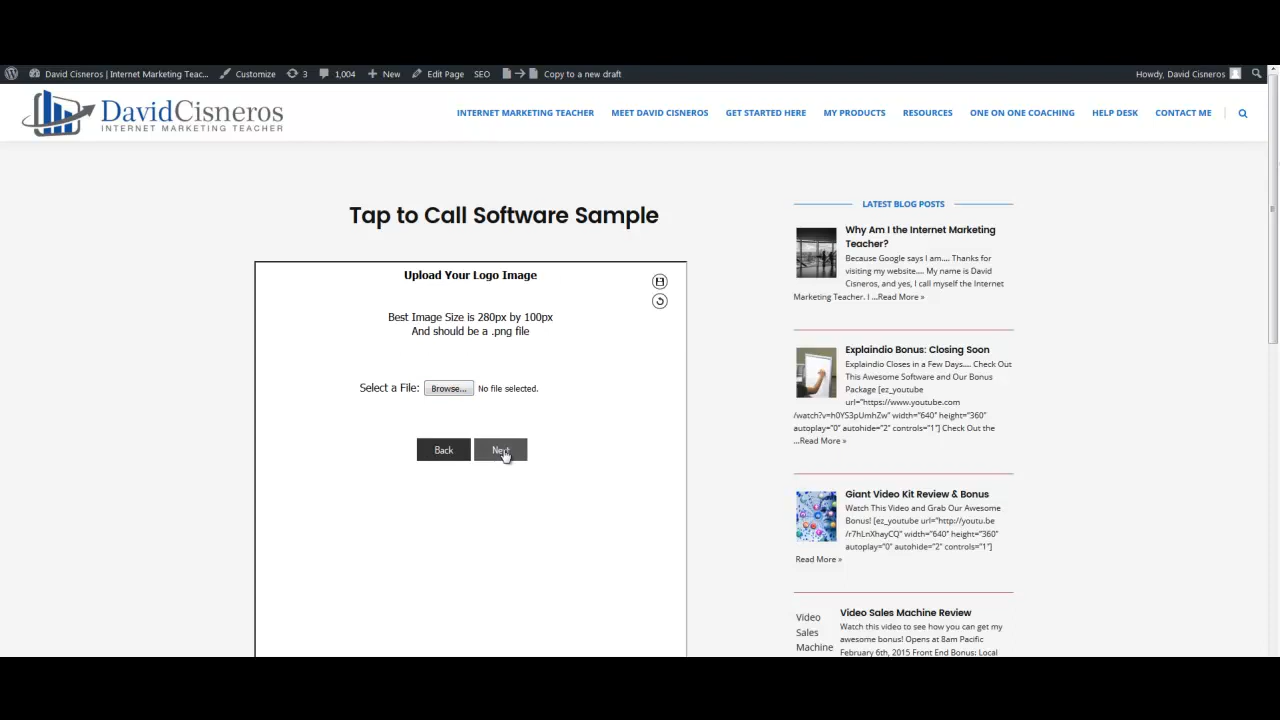 David Cisneros | Internet Marketing Teac... Customize 3 1,004 New Edit Page SEO Copy to a new draft Howdy, David Cisneros
DavidCisneros
INTERNET MARKETING TEACHER
INTERNET MARKETING TEACHER MEET DAVID CISNEROS GET STARTED HERE MY PRODUCTS RESOURCES ONE ON ONE COACHING HELP DESK CONTACT ME
Tap to Call Software Sample
Upload Your Logo Image
Best Image Size is 280px by 100px
And should be a .png file
Select a File: Browse... No file selected.
Back Next
LATEST BLOG POSTS
Why Am I the Internet Marketing
Teacher?
Because Google says I am.... Thanks for
visiting my website.... My name is David
Cisneros, and yes, I call myself the Internet
Marketing Teacher. I ...Read More »
Explaindio Bonus: Closing Soon
Explaindio Closes in a Few Days.... Check Out
This Awesome Software and Our Bonus
Package [ez_youtube
url="https://www.youtube.com
/watch?v=h0YS3pUmhZw" width="640" height="360"
autoplay="0" autohide="2" controls="1"] Check Out the
...Read More »
Giant Video Kit Review & Bonus
Watch This Video and Grab Our Awesome
Bonus! [ez_youtube url="http://youtu.be
/r7hLnXhayCQ" width="640" height="360"
autoplay="0" autohide="2" controls="1"]
Read More »
Video
Sales
Machine
Video Sales Machine Review
Watch this video to see how you can get my
awesome bonus! Opens at 8am Pacific
February 6th, 2015 Front End Bonus: Local